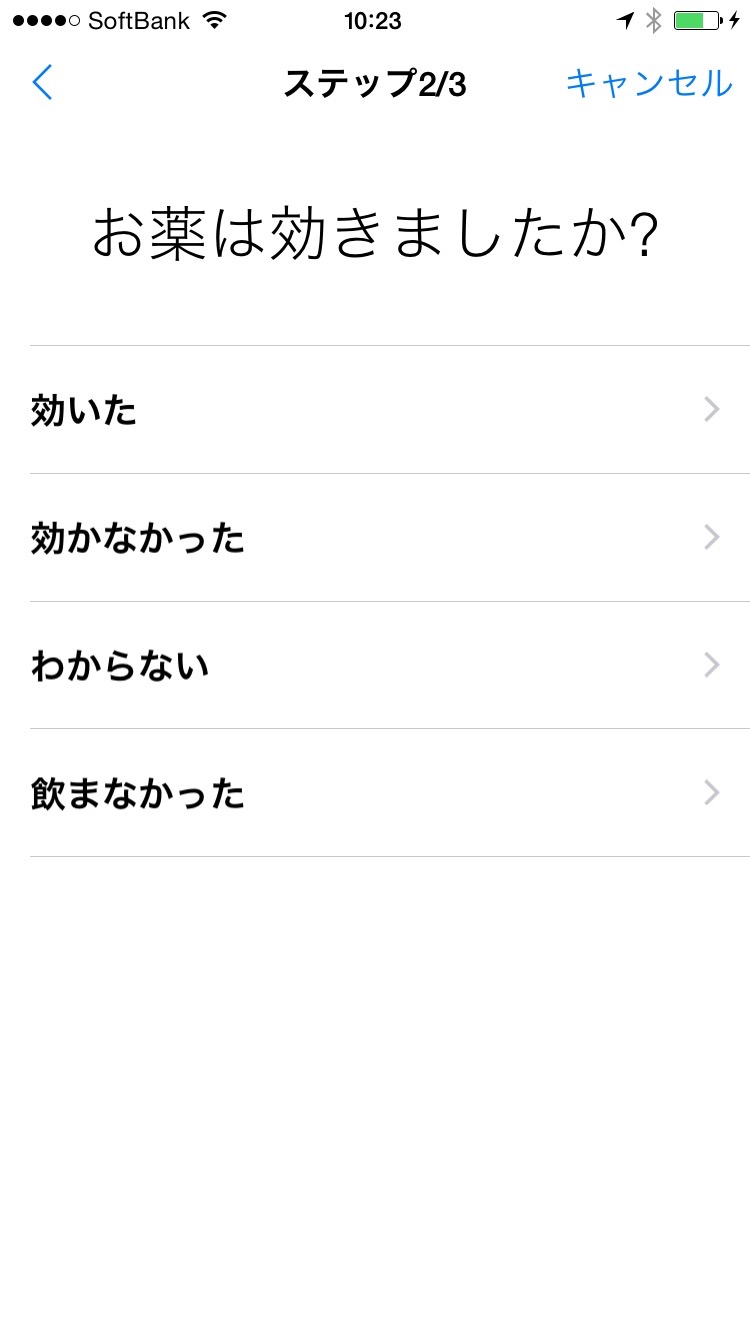 SoftBank 10:23
ステップ2/3 キャンセル
お薬は効きましたか?
効いた
効かなかった
わからない
飲まなかった